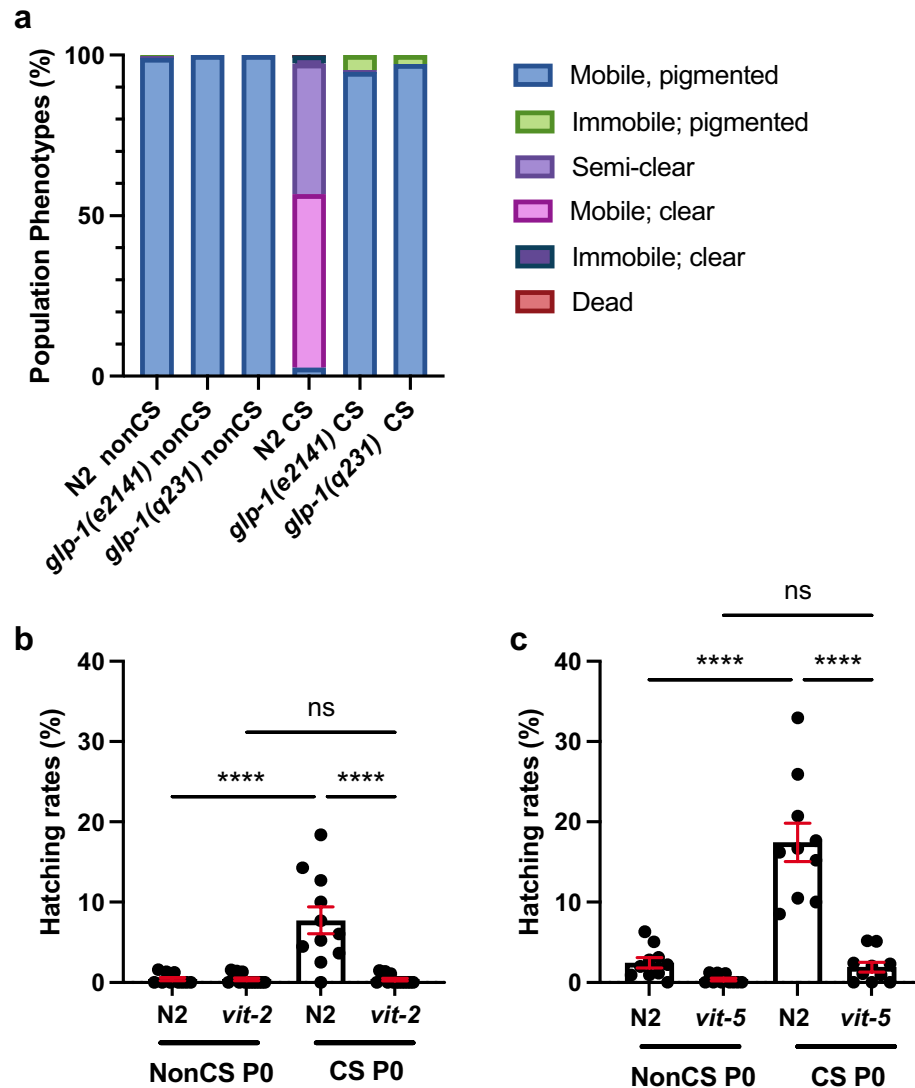 a
Population Phenotypes (%)
100
50
0
N2 nonCS
glp-1(e2141) nonCS
glp-1(q231) nonCS
N2 CS
glp-1(e2141) CS
glp-1(q231) CS
Mobile, pigmented
Immobile; pigmented
Semi-clear
Mobile; clear
Immobile; clear
Dead
b
Hatching rates (%)
40
30
20
10
0
ns
**** ****
N2 vit-2 N2 vit-2
NonCS P0 CS P0
c
Hatching rates (%)
40
30
20
10
0
ns
**** ****
N2 vit-5 N2 vit-5
NonCS P0 CS P0